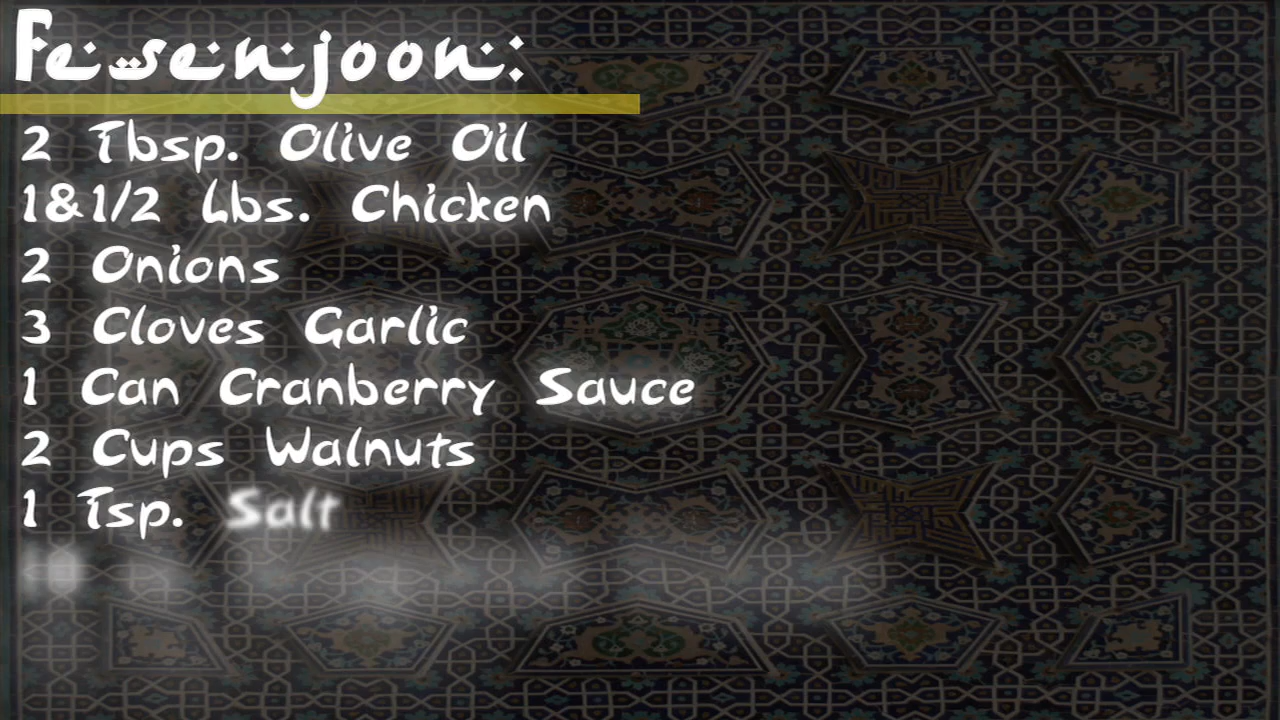 Fesenjoon:
2 Tbsp. Olive Oil
1&1/2 Lbs. Chicken
2 Onions
3 Cloves Garlic
1 Can Cranberry Sauce
2 Cups Walnuts
1 Tsp. Salt